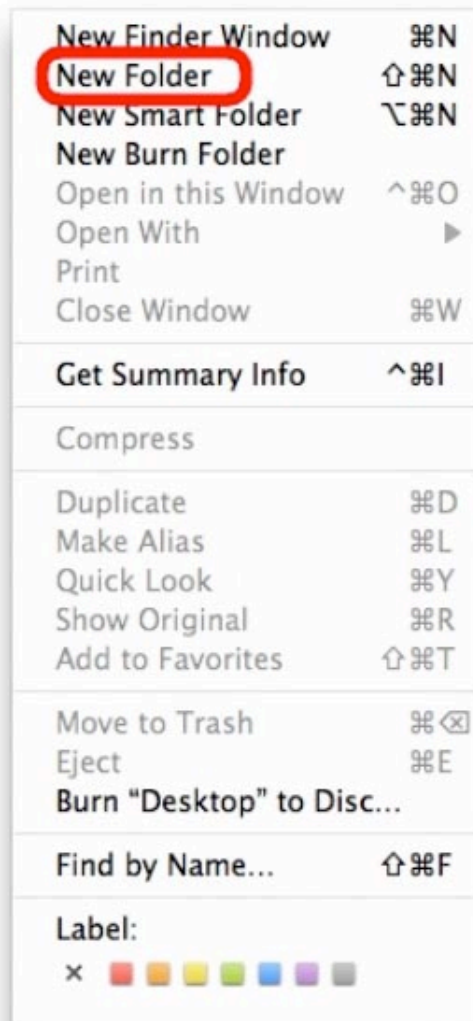 New Finder Window ⌘N
New Folder ⇧⌘N
New Smart Folder ⌥⌘N
New Burn Folder
Open in this Window ^⌘O
Open With ▶
Print
Close Window ⌘W
Get Summary Info ^⌘I
Compress
Duplicate ⌘D
Make Alias ⌘L
Quick Look ⌘Y
Show Original ⌘R
Add to Favorites ⇧⌘T
Move to Trash ⌘⌫
Eject ⌘E
Burn “Desktop” to Disc...
Find by Name... ⇧⌘F
Label:
×